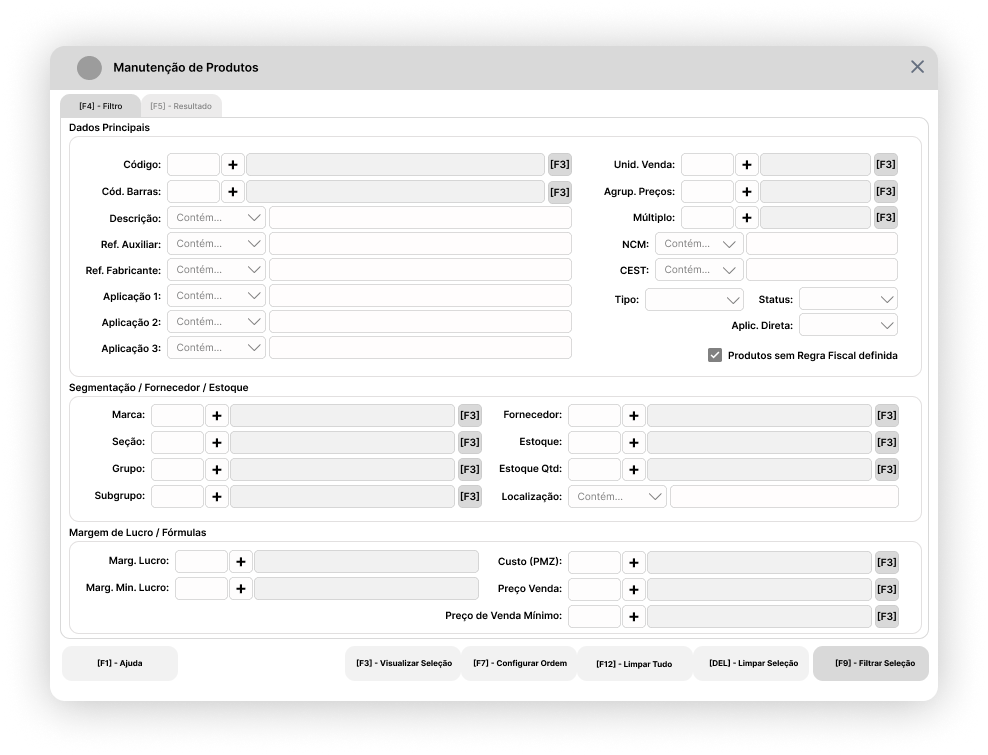 Manutenção de Produtos
[F4] - Filtro
[F5] - Resultado
Dados Principais
Código: + [F3]
Unid. Venda: + [F3]
Cód. Barras: + [F3]
Agrup. Preços: + [F3]
Descrição: Contém...
Múltiplo: + [F3]
Ref. Auxiliar: Contém...
NCM: Contém...
Ref. Fabricante: Contém...
CEST: Contém...
Aplicação 1: Contém...
Tipo:
Status:
Aplicação 2: Contém...
Aplic. Direta:
Aplicação 3: Contém...
Produtos sem Regra Fiscal definida
Segmentação / Fornecedor / Estoque
Marca: + [F3]
Fornecedor: + [F3]
Seção: + [F3]
Estoque: + [F3]
Grupo: + [F3]
Estoque Qtd: + [F3]
Subgrupo: + [F3]
Localização: Contém...
Margem de Lucro / Fórmulas
Marg. Lucro: +
Custo (PMZ): + [F3]
Marg. Min. Lucro: +
Preço Venda: + [F3]
Preço de Venda Mínimo: + [F3]
[F1] - Ajuda
[F3] - Visualizar Seleção
[F7] - Configurar Ordem
[F12] - Limpar Tudo
[DEL] - Limpar Seleção
[F9] - Filtrar Seleção